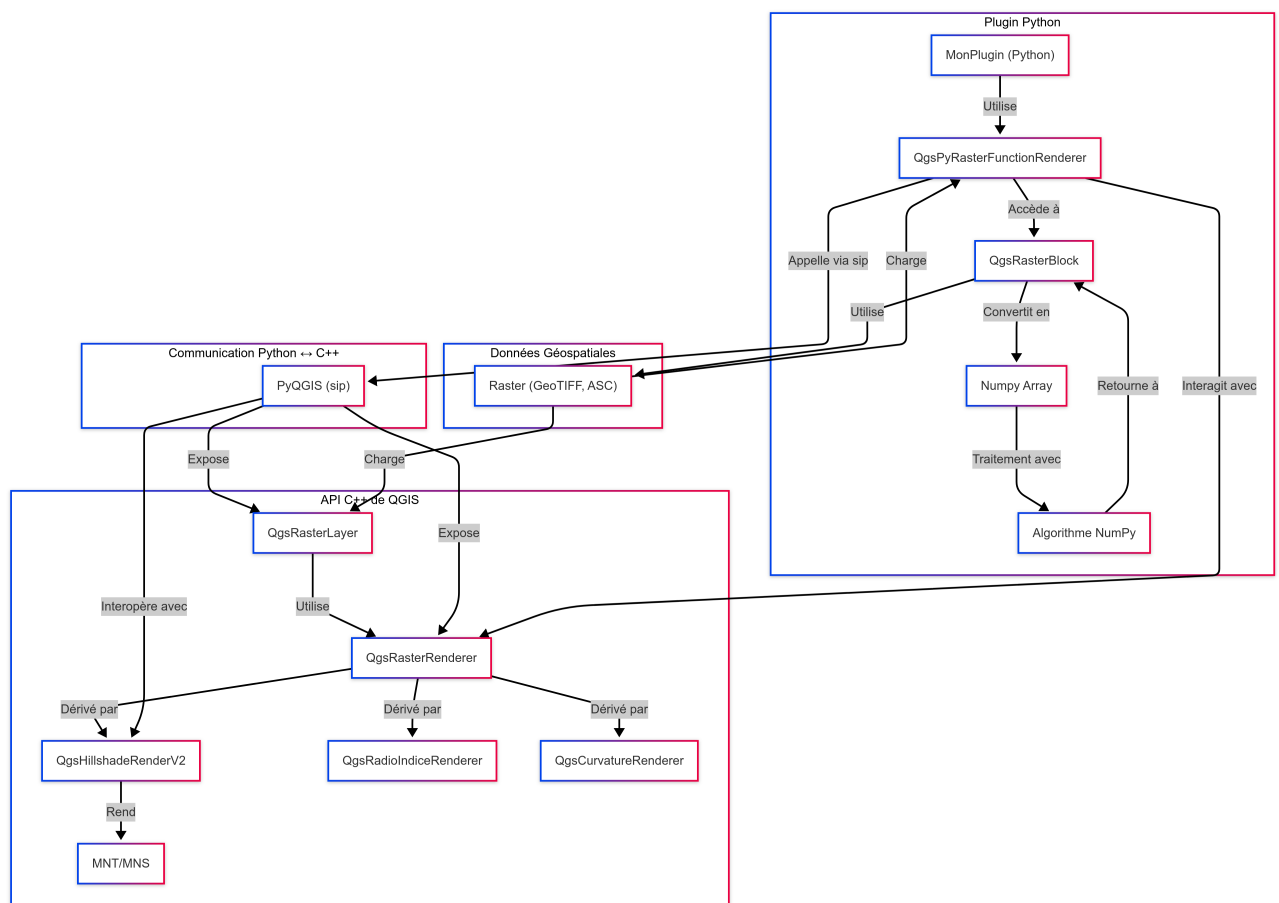 Plugin Python
MonPlugin (Python)
Utilise
QgsPyRasterFunctionRenderer
Accède à
Appelle via sip
Charge
QgsRasterBlock
Utilise
Convertit en
Communication Python ↔ C++
Données Géospatiales
PyQGIS (sip)
Raster (GeoTIFF, ASC)
Numpy Array
Retourne à
Interagit avec
Expose
Charge
Traitement avec
API C++ de QGIS
QgsRasterLayer
Expose
Algorithme NumPy
Interopère avec
Utilise
QgsRasterRenderer
Dérivé par
Dérivé par
Dérivé par
QgsHillshadeRenderV2
QgsRadioIndiceRenderer
QgsCurvatureRenderer
Rend
MNT/MNS